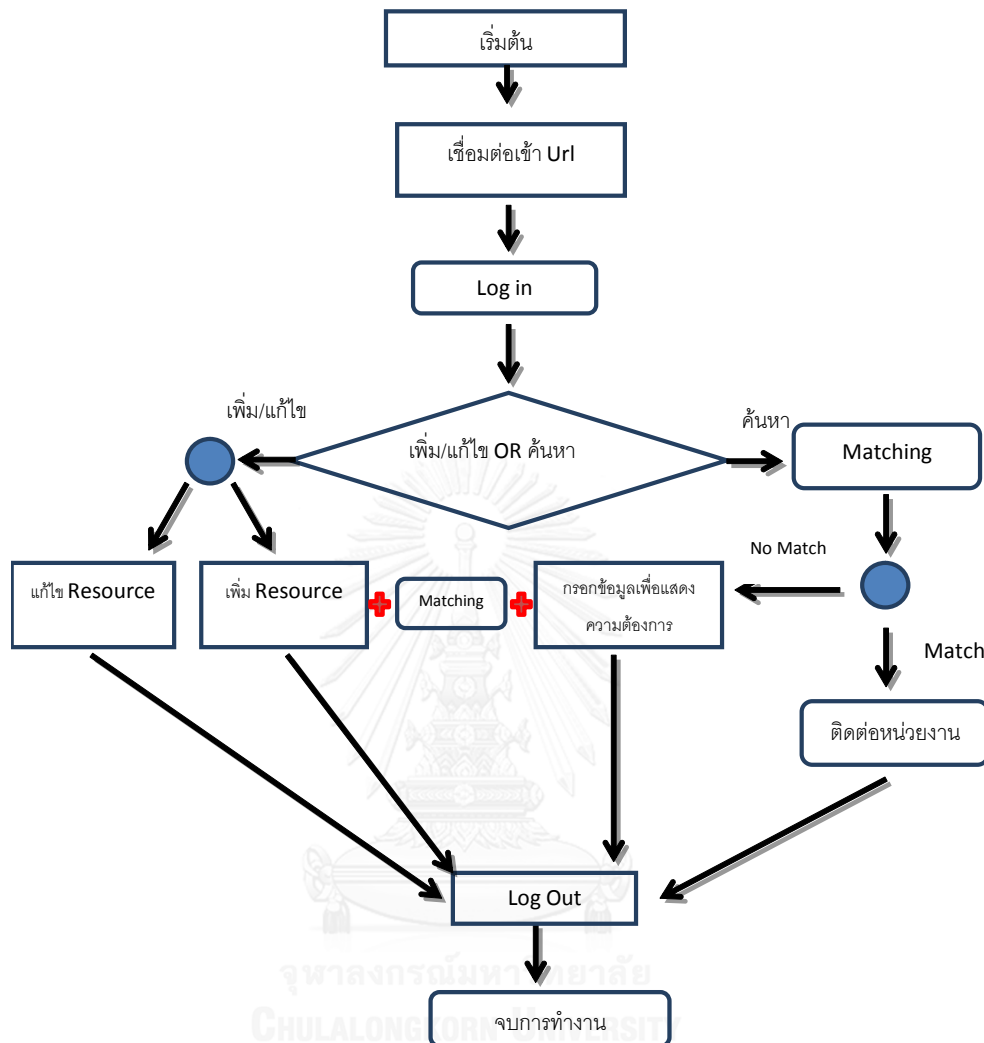 เริ่มต้น
เชื่อมต่อเข้า Url
Log in
เพิ่ม/แก้ไข
เพิ่ม/แก้ไข OR ค้นหา
ค้นหา
Matching
No Match
แก้ไข Resource
เพิ่ม Resource
Matching
กรอกข้อมูลเพื่อแสดง
ความต้องการ
Match
ติดต่อหน่วยงาน
Log Out
จุฬาลงกรณ์มหาวิทยาลัย
จบการทำงาน
CHULALONGKORN UNIVERSITY